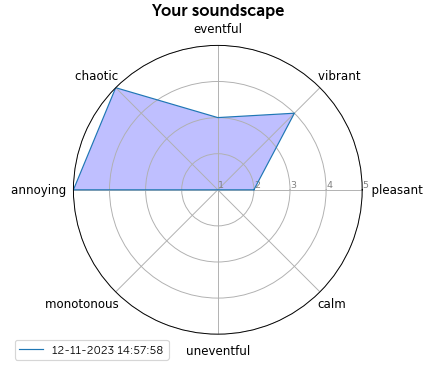 Your soundscape
eventful
chaotic
vibrant
annoying
1
2
3
4
5
pleasant
monotonous
calm
12-11-2023 14:57:58
uneventful